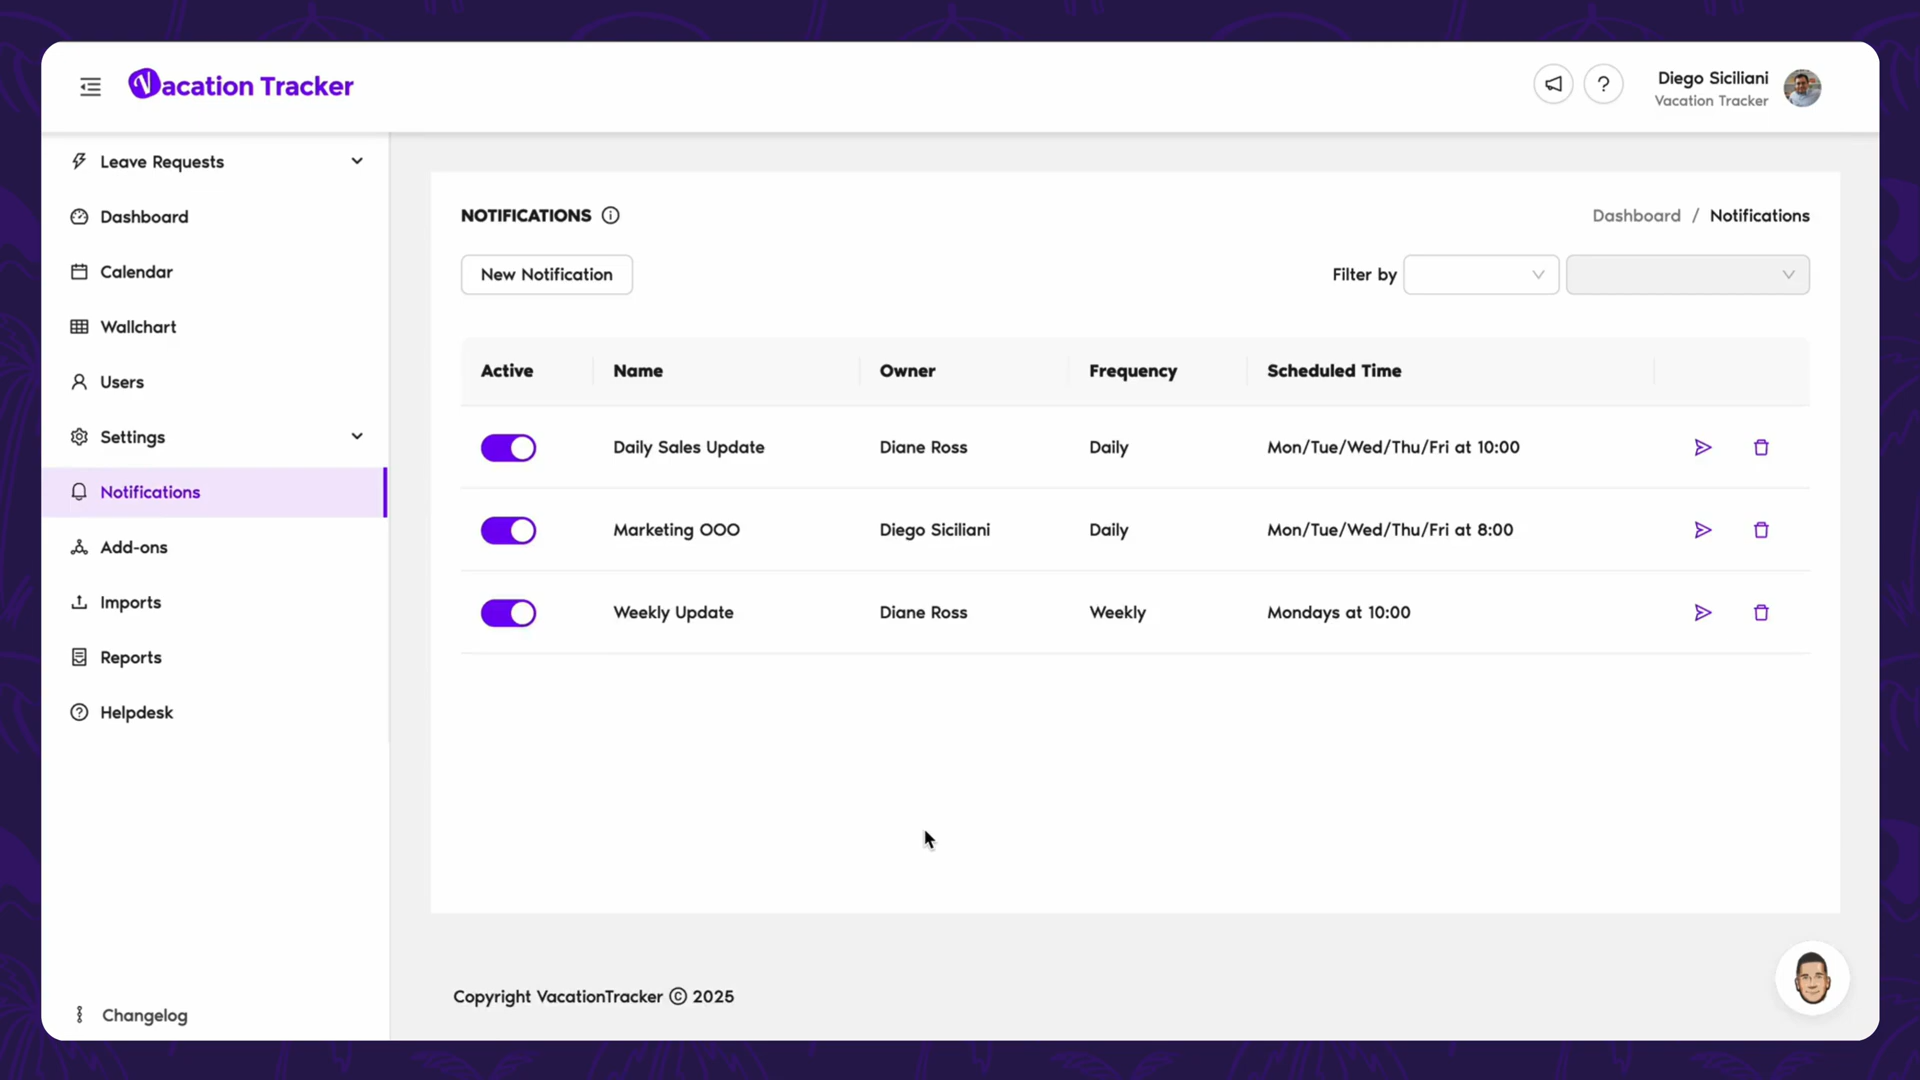 Vacation Tracker
Diego Siciliani
Vacation Tracker
Leave Requests
Dashboard
Calendar
Wallchart
Users
Settings
Notifications
Add-ons
Imports
Reports
Helpdesk
Changelog
NOTIFICATIONS
Dashboard / Notifications
New Notification
Filter by
Active Name Owner Frequency Scheduled Time
Daily Sales Update Diane Ross Daily Mon/Tue/Wed/Thu/Fri at 10:00
Marketing OOO Diego Siciliani Daily Mon/Tue/Wed/Thu/Fri at 8:00
Weekly Update Diane Ross Weekly Mondays at 10:00
Copyright VacationTracker © 2025